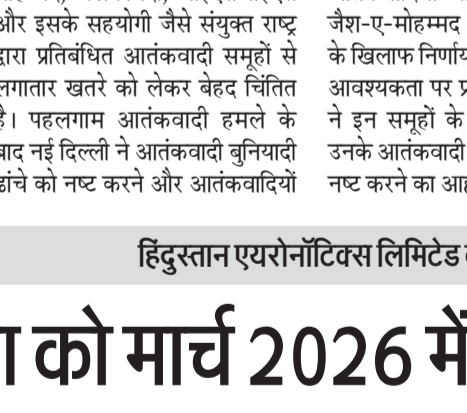 और इसके सहयोगी जैसे संयुक्त राष्ट्र
द्वारा प्रतिबंधित आतंकवादी समूहों से
लगातार खतरे को लेकर बेहद चिंतित
है। पहलगाम आतंकवादी हमले के
बाद नई दिल्ली ने आतंकवादी बुनियादी
ढांचे को नष्ट करने और आतंकवादियों
जैश-ए-मोहम्मद
के खिलाफ निर्णाय
आवश्यकता पर प्र
ने इन समूहों के
उनके आतंकवादी
नष्ट करने का आह
हिंदुस्तान एयरोनॉटिक्स लिमिटेड
को मार्च 2026 में